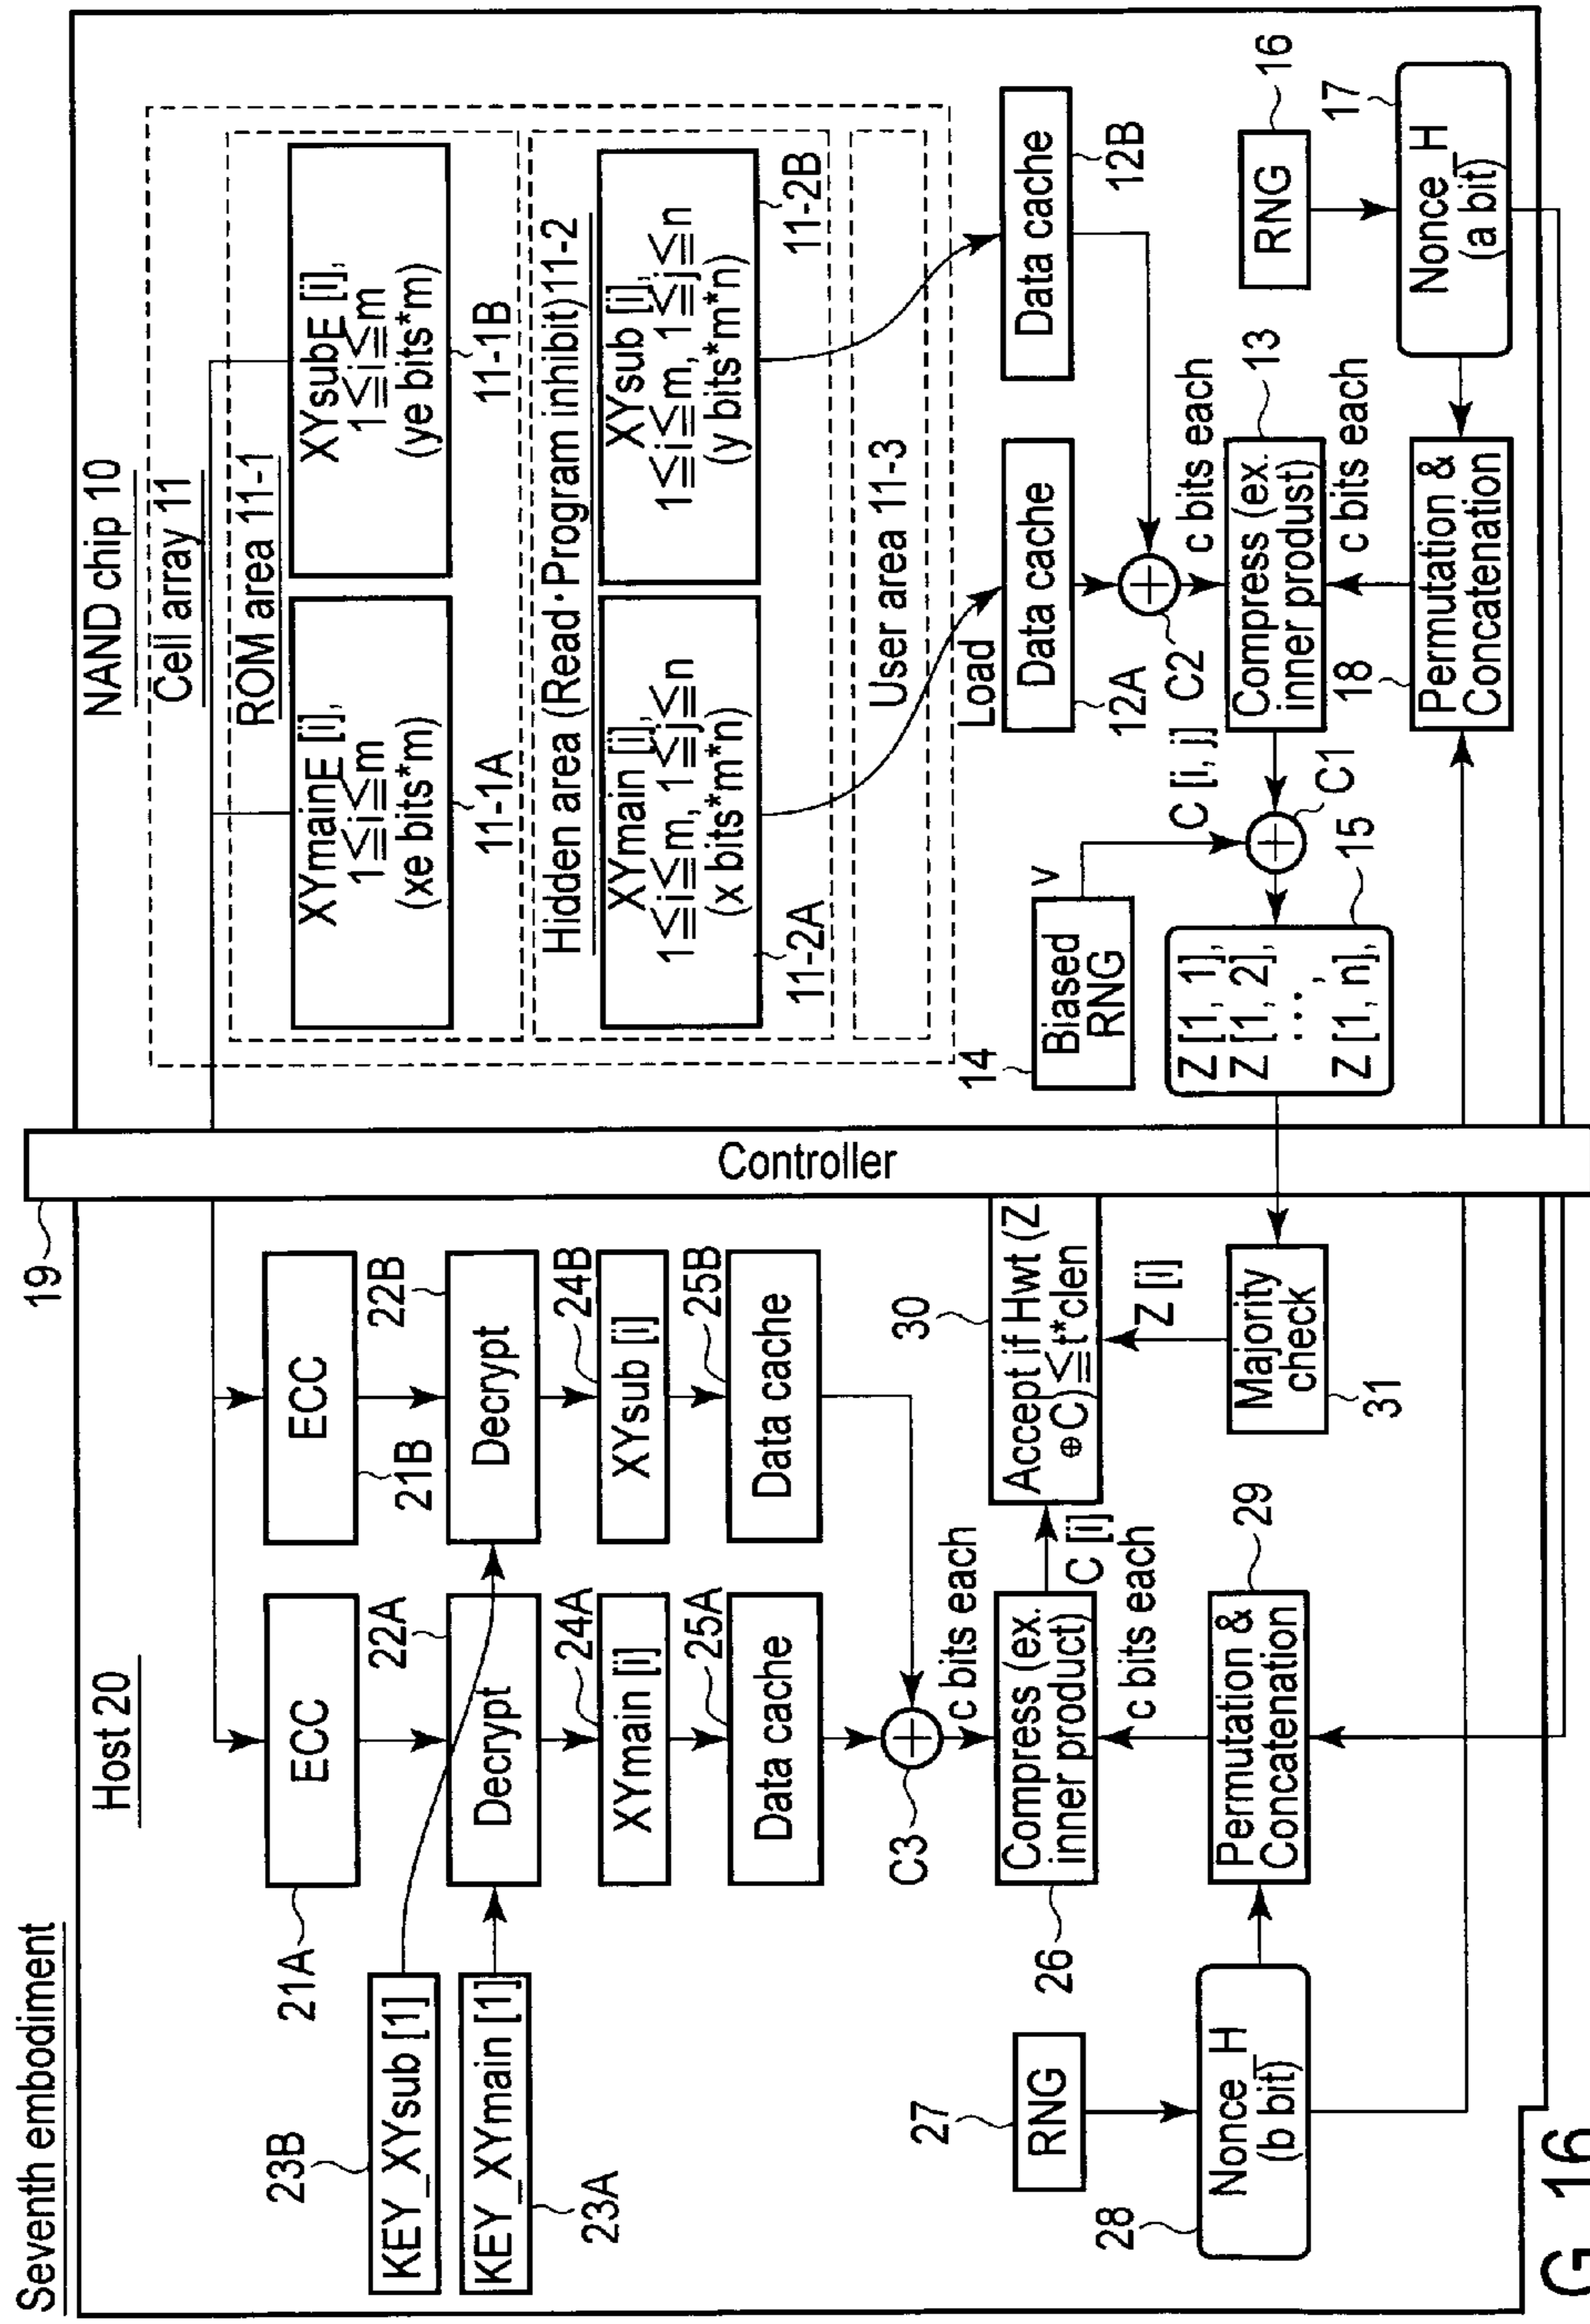 Seventh embodiment
Host 20
23B
KEY_XYsub [1]
KEY_XYmain [1]
23A
21A
ECC
22A
Decrypt
24A
XYmain [i]
25A
Data cache
ECC
21B
22B
Decrypt
24B
XYsub [i]
25B
Data cache
C3
c bits each
26
Compress (ex.
inner product)
C [i]
c bits each
30
Accept if Hwt (Z
⊕C)≦t*clen
Z [i]
Majority
check
31
27
RNG
28
Nonce_H
(b bit)
Permutation &
Concatenation
29
19
Controller
NAND chip 10
Cell array 11
ROM area 11-1
XYmainE [i],
1≦i≦m
(xe bits*m)
11-1A
XYsubE [i],
1≦i≦m
(ye bits*m)
11-1B
Hidden area (Read·Program inhibit) 11-2
XYmain [i],
1≦i≦m, 1≦j≦n
(x bits*m*n)
11-2A
XYsub [i],
1≦i≦m, 1≦j≦n
(y bits*m*n)
11-2B
User area 11-3
Load
Data cache
12A
Data cache
12B
14
Biased
RNG
v
C [i, j]
C2
c bits each
C1
Compress (ex.
inner produst)
13
c bits each
Z [1, 1],
Z [1, 2],
...,
Z [1, n],
15
18
Permutation &
Concatenation
RNG
16
17
Nonce_H
(a bit)
G 16